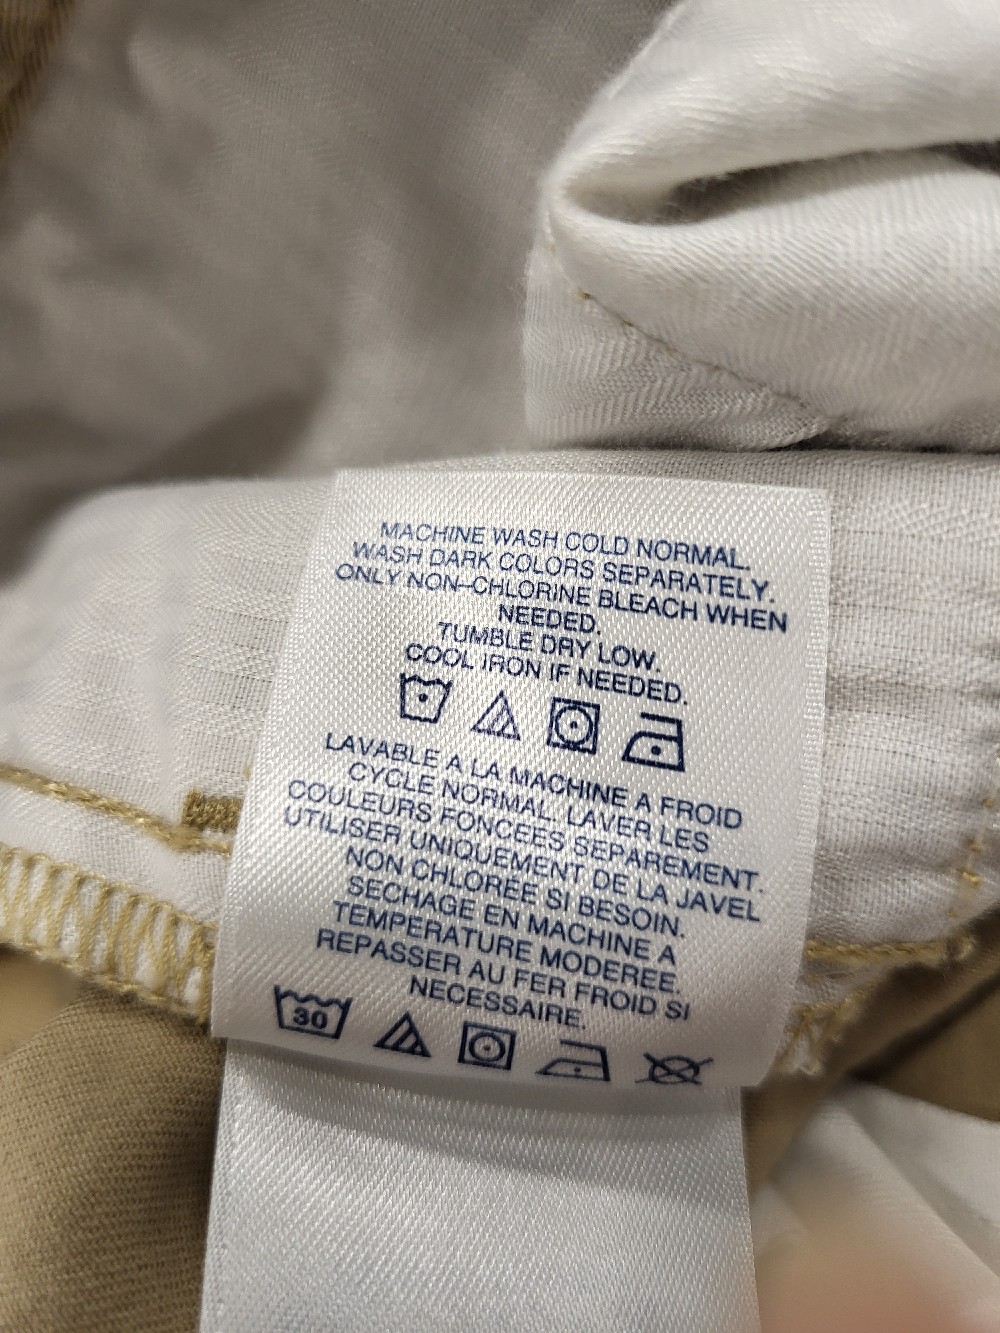 MACHINE WASH COLD NORMAL.
WASH DARK COLORS SEPARATELY.
ONLY NON-CHLORINE BLEACH WHEN
NEEDED.
TUMBLE DRY LOW.
COOL IRON IF NEEDED.
LAVABLE A LA MACHINE A FROID
CYCLE NORMAL. LAVER LES
COULEURS FONCEES SEPAREMENT.
UTILISER UNIQUEMENT DE LA JAVEL
NON CHLORÉE SI BESOIN.
SECHAGE EN MACHINE A
TEMPERATURE MODEREE.
REPASSER AU FER FROID SI
NECESSAIRE.
30